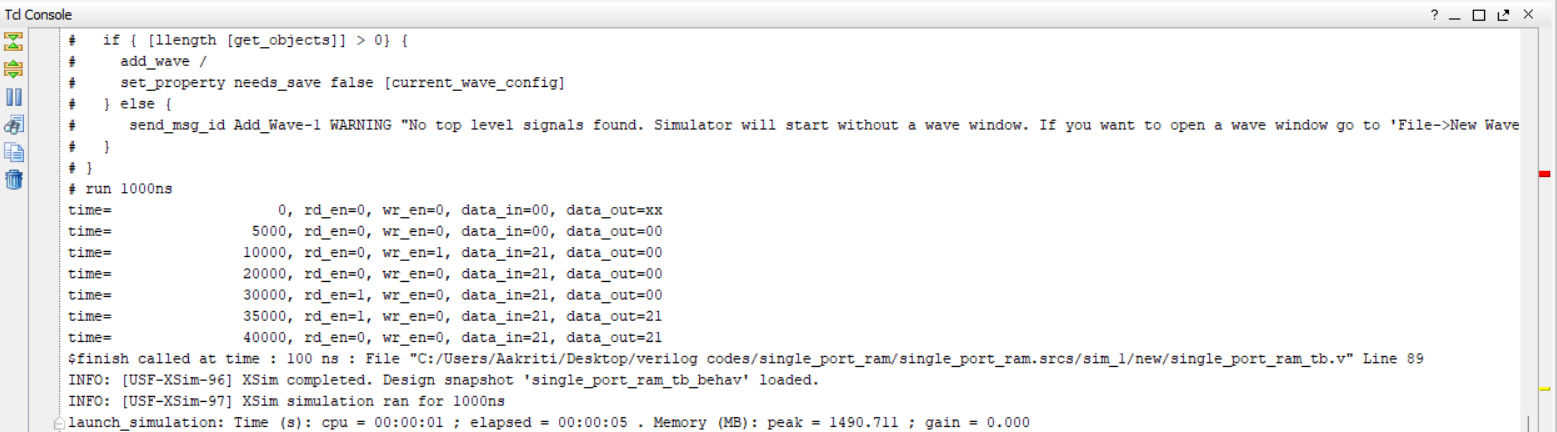 Tcl Console
? _ ×
# if { [llength [get_objects]] > 0} {
# add_wave /
# set_property needs_save false [current_wave_config]
# } else {
# send_msg_id Add_Wave-1 WARNING "No top level signals found. Simulator will start without a wave window. If you want to open a wave window go to 'File->New Wave
# }
# }
# run 1000ns
time= 0, rd_en=0, wr_en=0, data_in=00, data_out=xx
time= 5000, rd_en=0, wr_en=0, data_in=00, data_out=00
time= 10000, rd_en=0, wr_en=1, data_in=21, data_out=00
time= 20000, rd_en=0, wr_en=0, data_in=21, data_out=00
time= 30000, rd_en=1, wr_en=0, data_in=21, data_out=00
time= 35000, rd_en=1, wr_en=0, data_in=21, data_out=21
time= 40000, rd_en=0, wr_en=0, data_in=21, data_out=21
$finish called at time : 100 ns : File "C:/Users/Aakriti/Desktop/verilog codes/single_port_ram/single_port_ram.srcs/sim_1/new/single_port_ram_tb.v" Line 89
INFO: [USF-XSim-96] XSim completed. Design snapshot 'single_port_ram_tb_behav' loaded.
INFO: [USF-XSim-97] XSim simulation ran for 1000ns
launch_simulation: Time (s): cpu = 00:00:01 ; elapsed = 00:00:05 . Memory (MB): peak = 1490.711 ; gain = 0.000